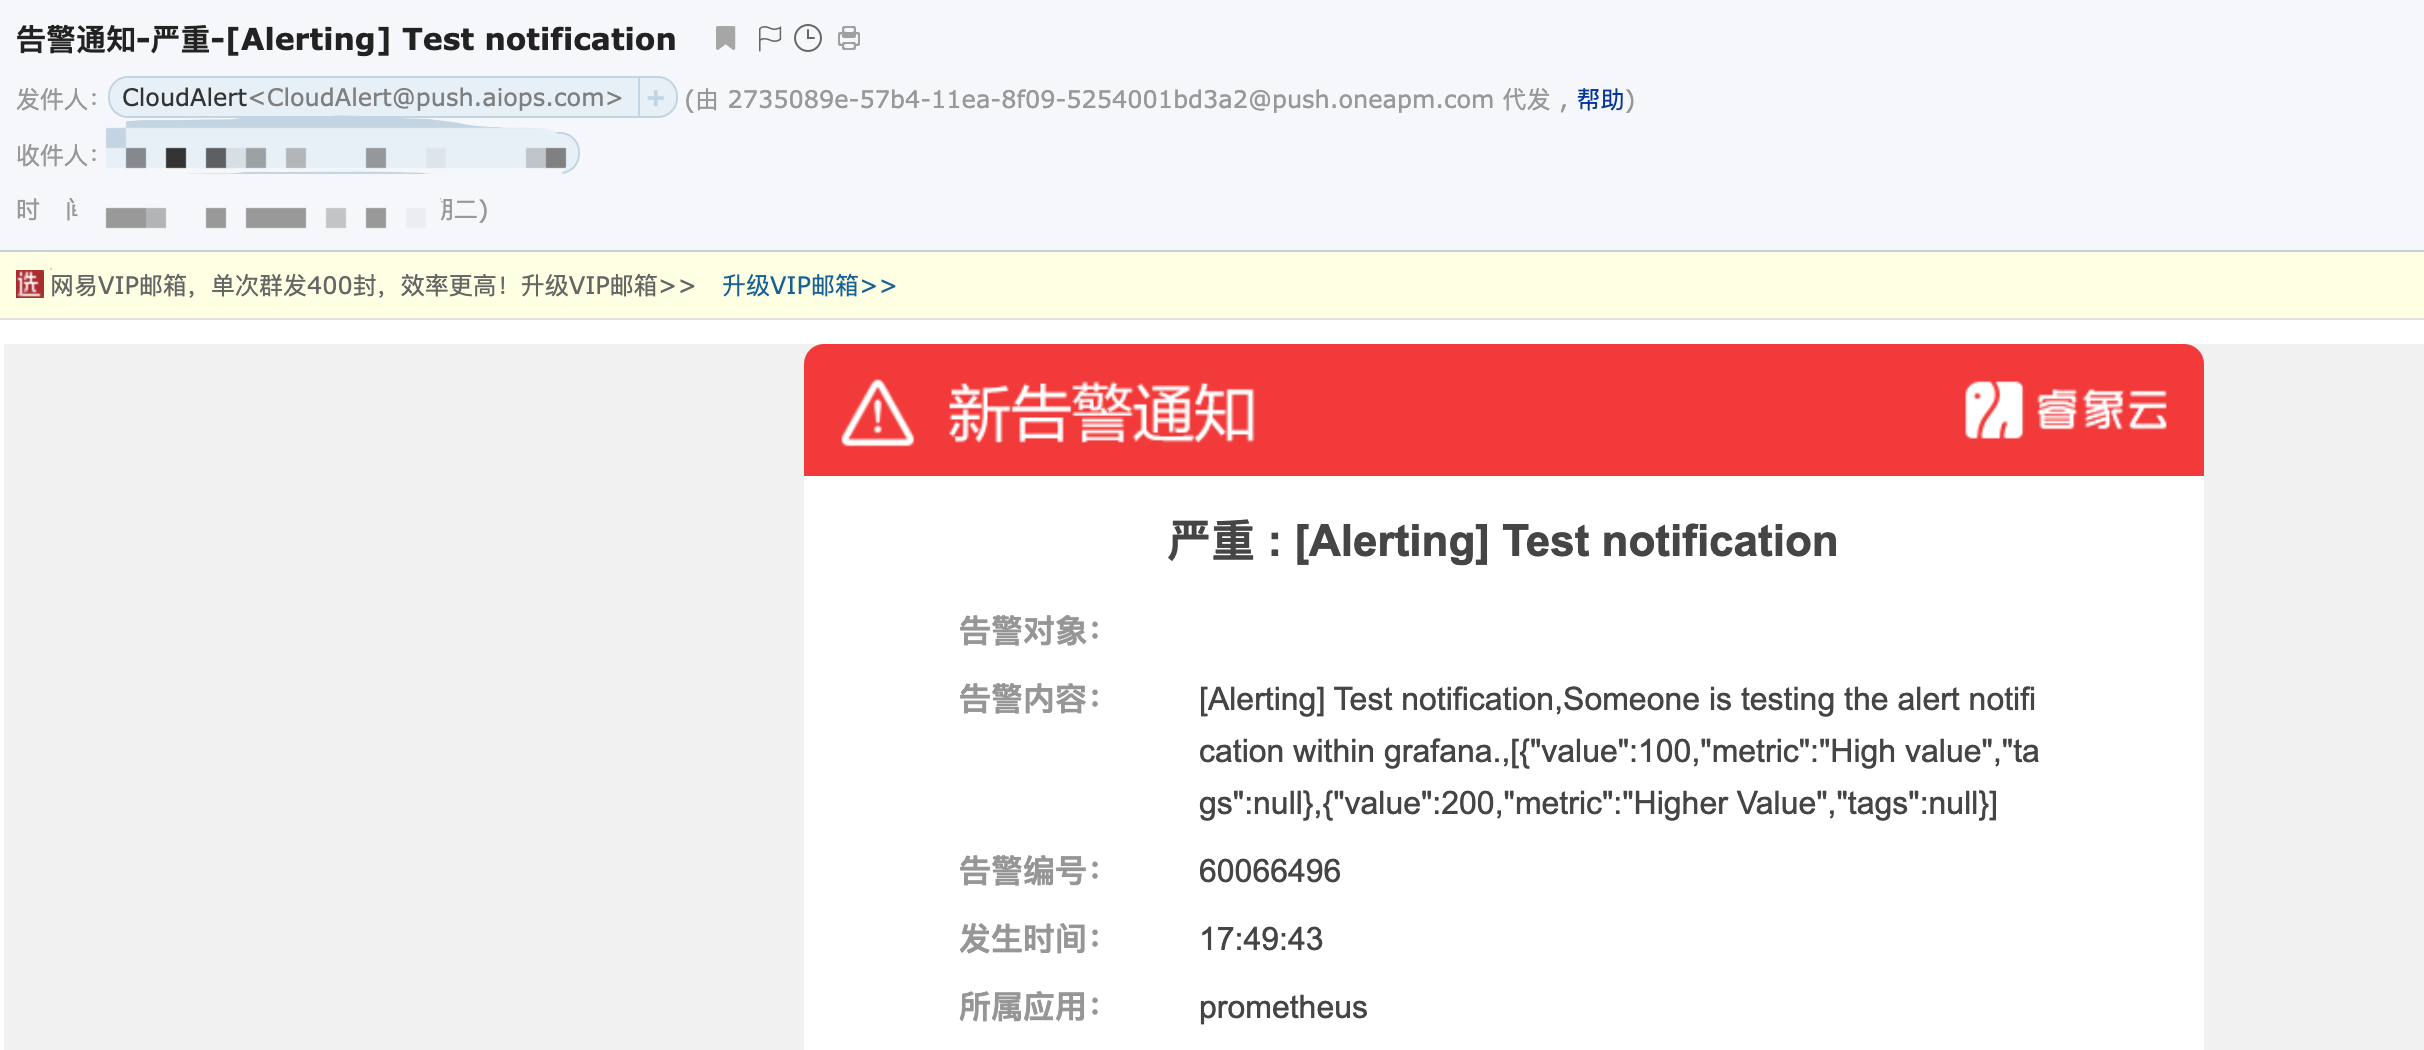 告警通知-严重-[Alerting] Test notification
发件人： CloudAlert<CloudAlert@push.aiops.com> + (由 2735089e-57b4-11ea-8f09-5254001bd3a2@push.oneapm.com 代发，帮助)
收件人：
时 二)
选 网易VIP邮箱，单次群发400封，效率更高！升级VIP邮箱>> 升级VIP邮箱>>
新告警通知 睿象云
严重：[Alerting] Test notification
告警对象：
告警内容： [Alerting] Test notification,Someone is testing the alert notifi
cation within grafana.,[{"value":100,"metric":"High value","ta
gs":null},{"value":200,"metric":"Higher Value","tags":null}]
告警编号： 60066496
发生时间： 17:49:43
所属应用： prometheus